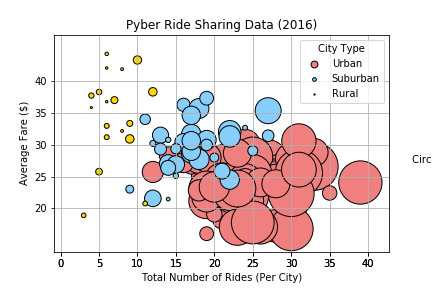 Pyber Ride Sharing Data (2016)
City Type
Urban
Suburban
Rural
Average Fare ($)
40
35
30
25
20
Circ
0 5 10 15 20 25 30 35 40
Total Number of Rides (Per City)